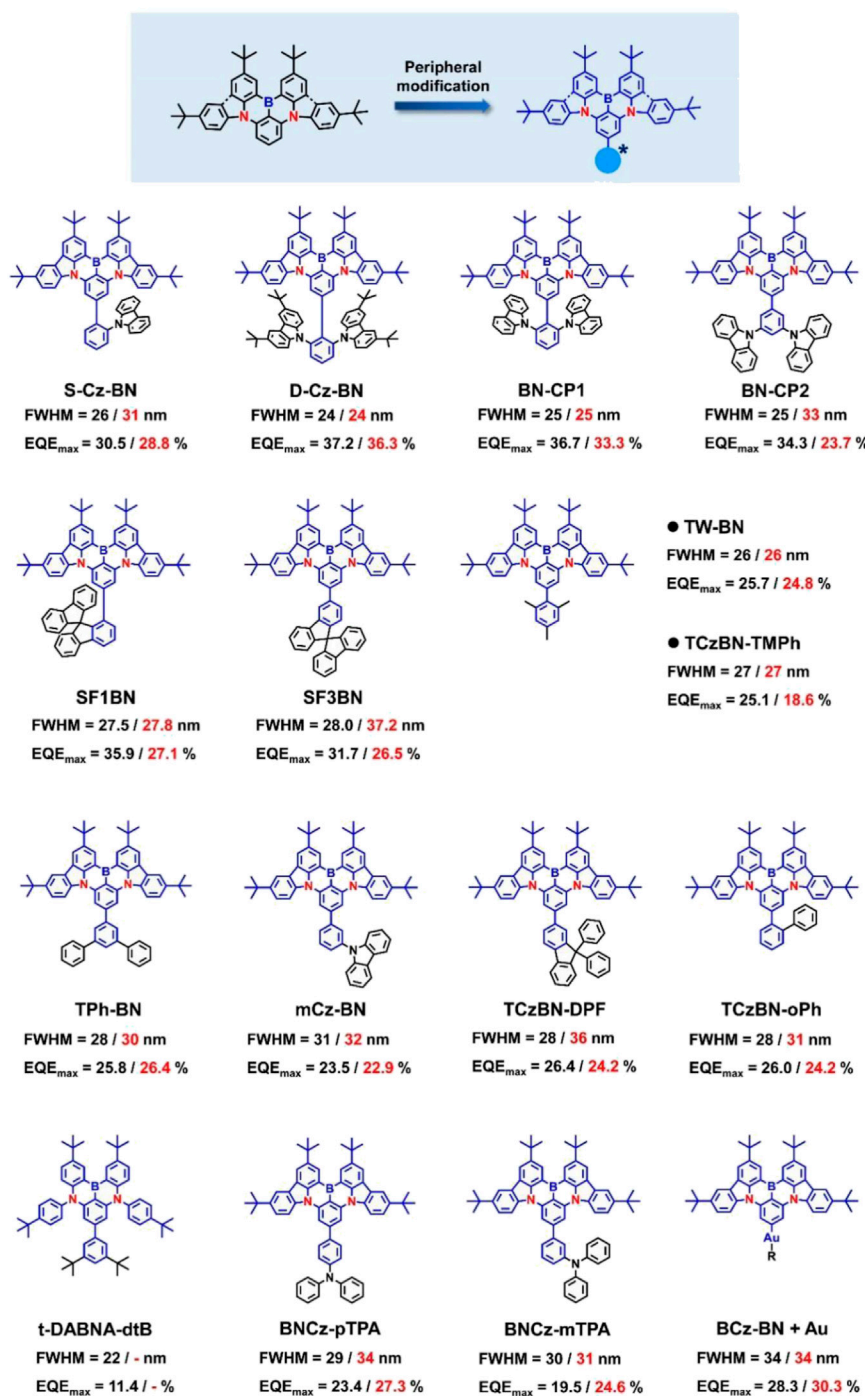 Peripheral
modification
B
N
N
B
N
N
*
B
N
N
N
B
N
N
N
N
B
N
N
N
N
B
N
N
N
N
S-Cz-BN
FWHM = 26 / 31 nm
EQEmax = 30.5 / 28.8 %
D-Cz-BN
FWHM = 24 / 24 nm
EQEmax = 37.2 / 36.3 %
BN-CP1
FWHM = 25 / 25 nm
EQEmax = 36.7 / 33.3 %
BN-CP2
FWHM = 25 / 33 nm
EQEmax = 34.3 / 23.7 %
B
N
N
B
N
N
B
N
N
SF1BN
FWHM = 27.5 / 27.8 nm
EQEmax = 35.9 / 27.1 %
SF3BN
FWHM = 28.0 / 37.2 nm
EQEmax = 31.7 / 26.5 %
● TW-BN
FWHM = 26 / 26 nm
EQEmax = 25.7 / 24.8 %
● TCzBN-TMPh
FWHM = 27 / 27 nm
EQEmax = 25.1 / 18.6 %
B
N
N
B
N
N
N
B
N
N
B
N
N
TPh-BN
FWHM = 28 / 30 nm
EQEmax = 25.8 / 26.4 %
mCz-BN
FWHM = 31 / 32 nm
EQEmax = 23.5 / 22.9 %
TCzBN-DPF
FWHM = 28 / 36 nm
EQEmax = 26.4 / 24.2 %
TCzBN-oPh
FWHM = 28 / 31 nm
EQEmax = 26.0 / 24.2 %
B
N
N
B
N
N
N
B
N
N
N
B
N
N
Au
R
t-DABNA-dtB
FWHM = 22 / - nm
EQEmax = 11.4 / - %
BNCz-pTPA
FWHM = 29 / 34 nm
EQEmax = 23.4 / 27.3 %
BNCz-mTPA
FWHM = 30 / 31 nm
EQEmax = 19.5 / 24.6 %
BCz-BN + Au
FWHM = 34 / 34 nm
EQEmax = 28.3 / 30.3 %